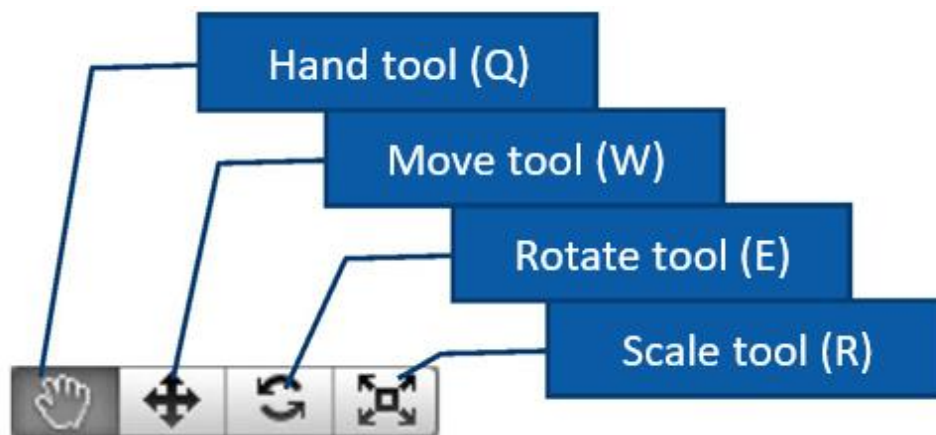 Hand tool (Q)
Move tool (W)
Rotate tool (E)
Scale tool (R)